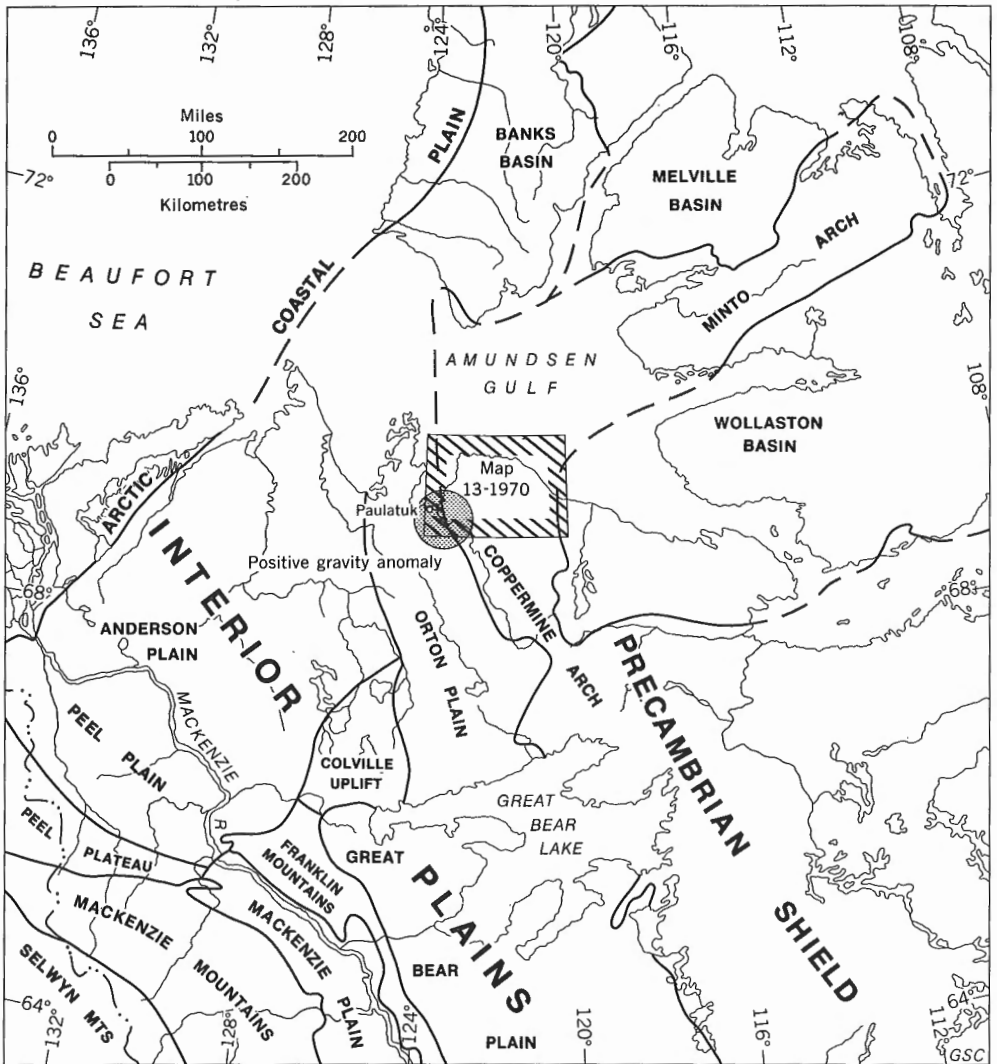 136°
132°
128°
124°
120°
116°
112°
108°
Miles
0 100 200
0 100 200
Kilometres
72°
72°
COASTAL PLAIN
BANKS
BASIN
MELVILLE
BASIN
MINTO ARCH
BEAUFORT
SEA
AMUNDSEN
GULF
136°
108°
WOLLASTON
BASIN
Map
13-1970
Paulatuk
ARCTIC
Positive gravity anomaly
68°
68°
INTERIOR
COPPERMINE
ARCH
ANDERSON
PLAIN
ORTON
PLAIN
PRECAMBRIAN
SHIELD
MACKENZIE
R
PEEL
PLAIN
COLVILLE
UPLIFT
GREAT
BEAR
LAKE
PEEL
PLATEAU
FRANKLIN
MOUNTAINS
GREAT
PLAINS
MACKENZIE
MOUNTAINS
MACKENZIE
PLAIN
BEAR
PLAIN
SELWYN MTS
64°
64°
132°
128°
124°
120°
116°
112°
GSC